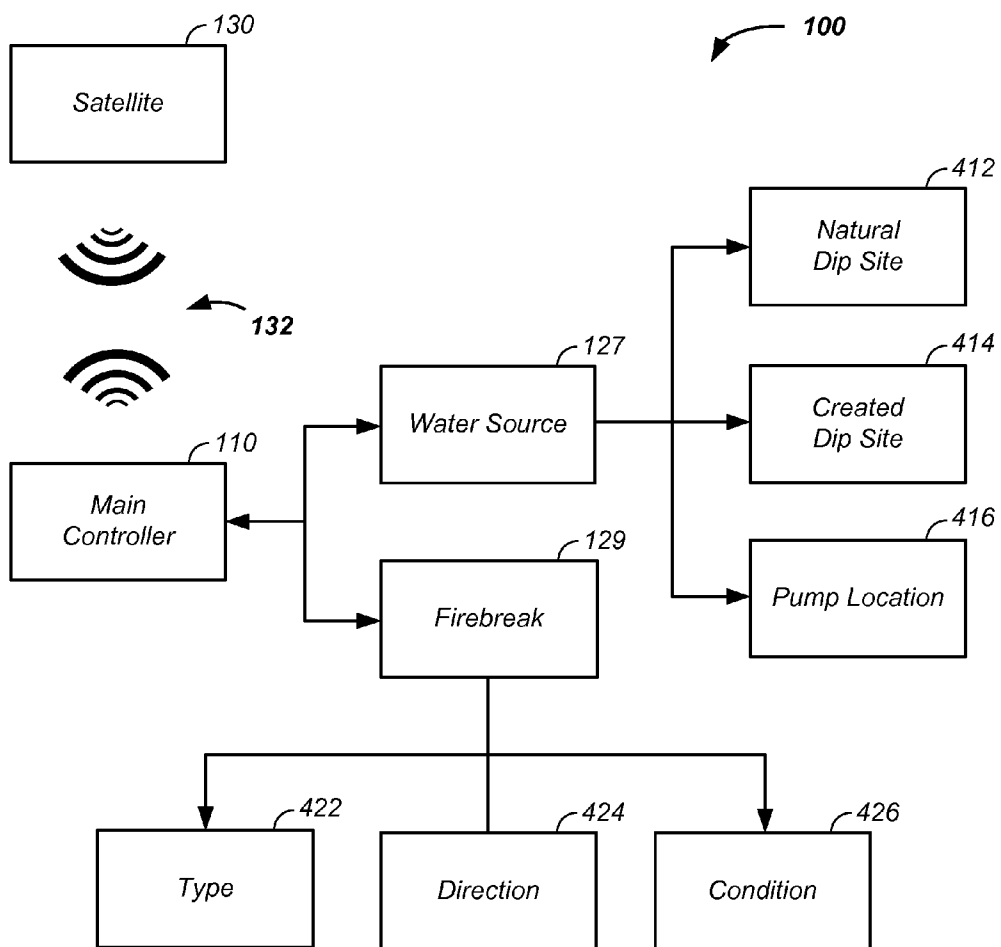 130
Satellite
100
132
412
Natural
Dip Site
127
Water Source
414
Created
Dip Site
110
Main
Controller
129
Firebreak
416
Pump Location
422
Type
424
Direction
426
Condition